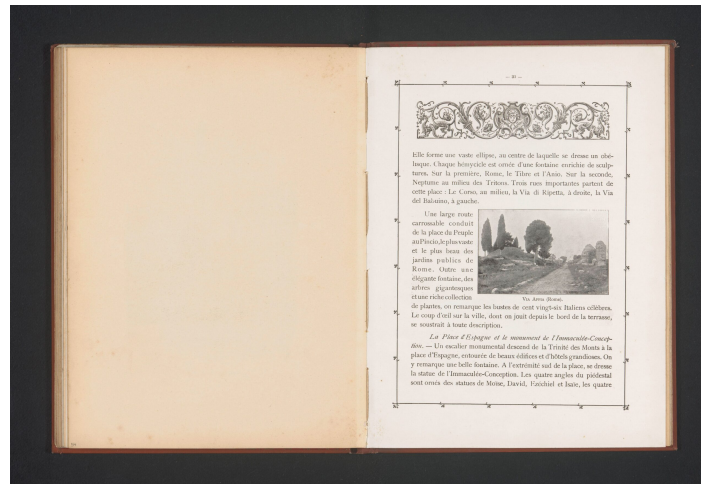 Elle forme une vaste ellipse, au centre de laquelle se dresse un obé-
lisque. Chaque hémycicle est ornée d'une fontaine enrichie de sculp-
tures. Sur la première, Rome, le Tibre et l'Anio. Sur la seconde,
Neptune au milieu des Tritons. Trois rues importantes partent de
cette place : Le Corso, au milieu, la Via di Ripetta, à droite, la Via
del Babuino, à gauche.
Une large route
carrossable conduit
de la place du Peuple
au Pincio, le plus vaste
et le plus beau des
jardins publics de
Rome. Outre une
élégante fontaine, des
arbres gigantesques
et une riche collection
Via Appia (Rome).
de plantes, on remarque les bustes de cent vingt-six Italiens célèbres.
Le coup d'œil sur la ville, dont on jouit depuis le bord de la terrasse,
se soustrait à toute description.
La Place d'Espagne et le monument de l'Immaculée-Concep-
tion. — Un escalier monumental descend de la Trinité des Monts à la
place d'Espagne, entourée de beaux édifices et d'hôtels grandioses. On
y remarque une belle fontaine. A l'extrémité sud de la place, se dresse
la statue de l'Immaculée-Conception. Les quatre angles du piédestal
sont ornés des statues de Moïse, David, Ezéchiel et Isaïe, les quatre